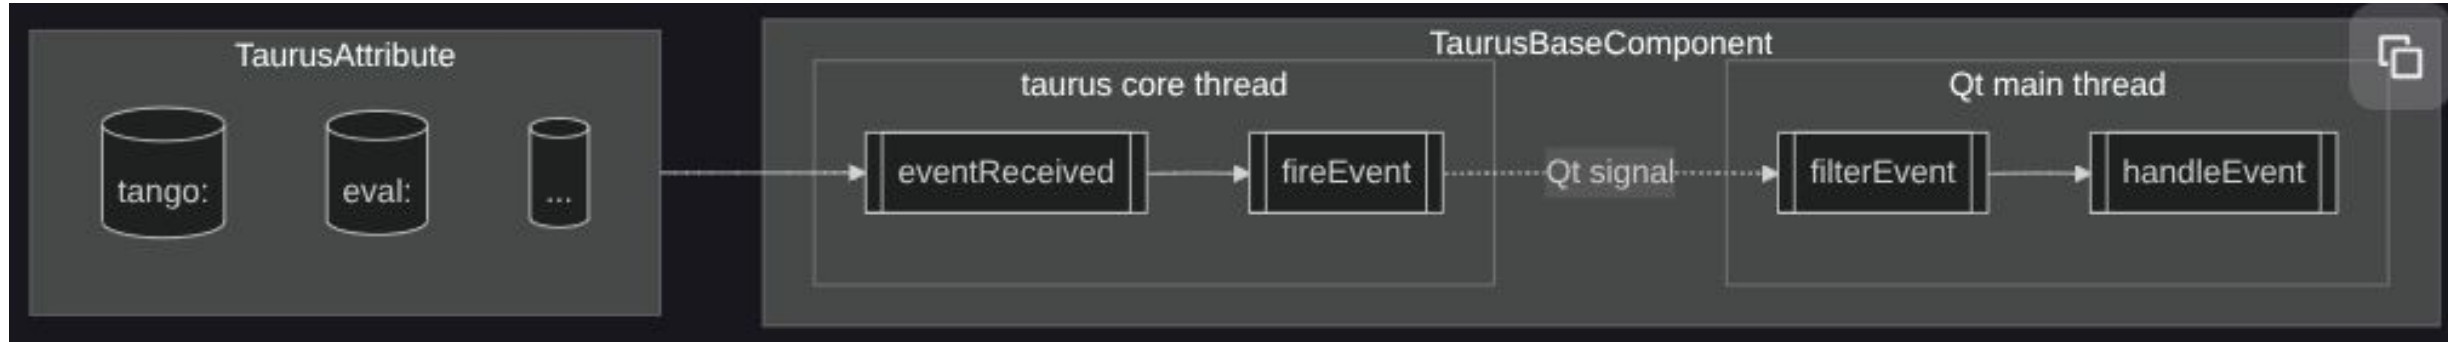 TaurusAttribute
tango:
eval:
...
TaurusBaseComponent
taurus core thread
eventReceived
fireEvent
Qt signal
Qt main thread
filterEvent
handleEvent